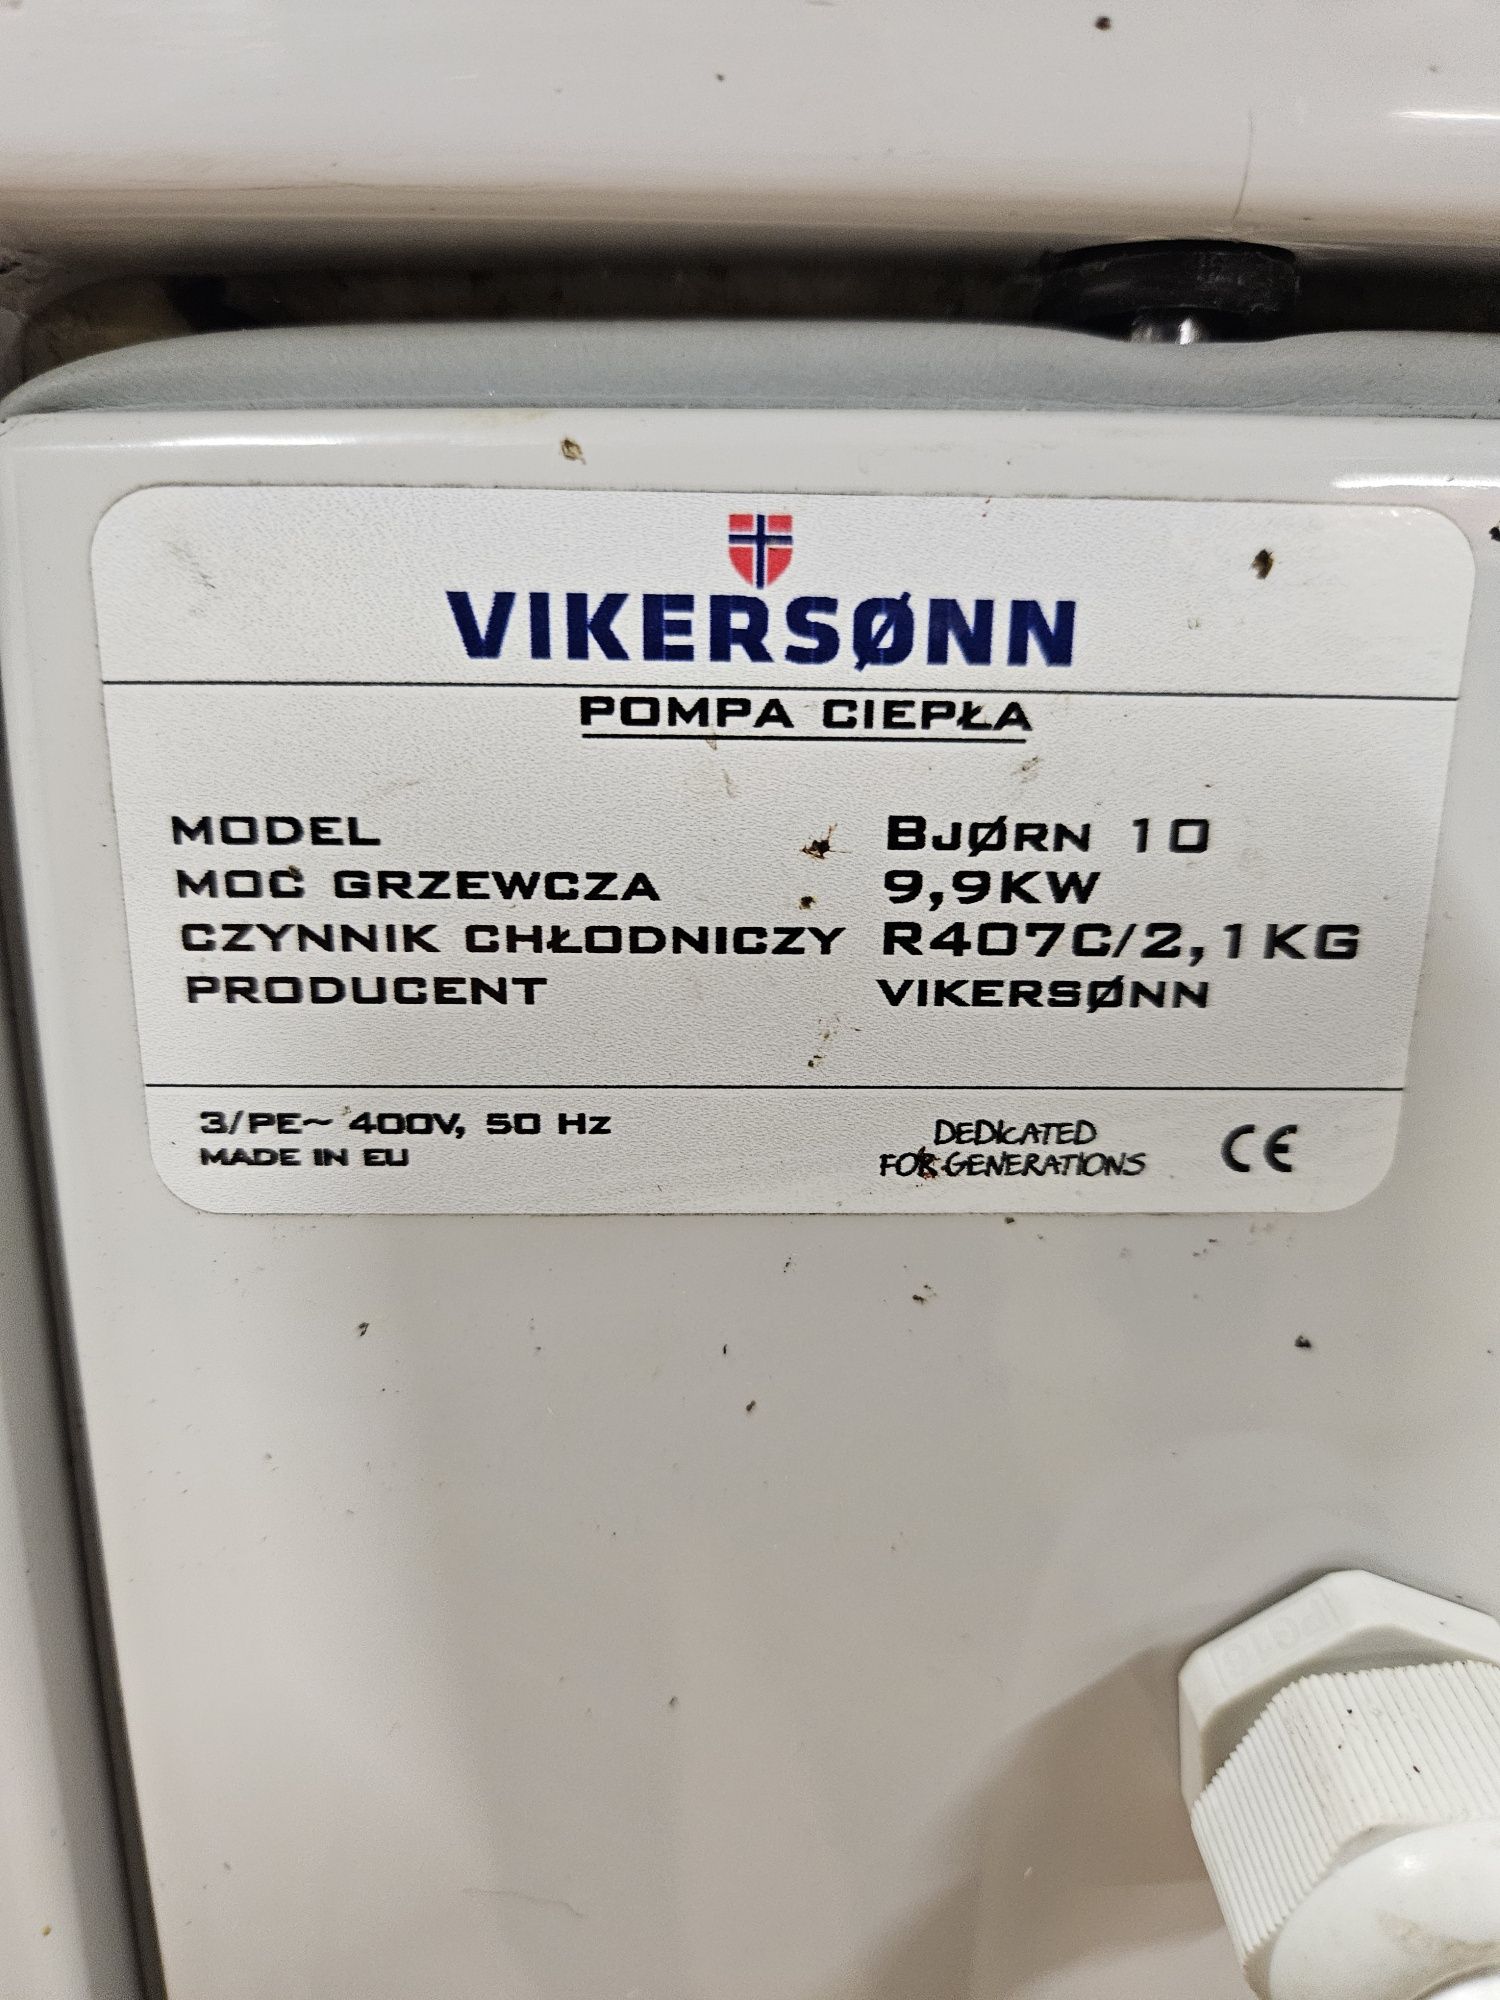 VIKERSØNN
POMPA CIEPŁA
MODEL BJØRN 10
MOC GRZEWCZA 9,9KW
CZYNNIK CHŁODNICZY R407C/2,1KG
PRODUCENT VIKERSØNN
3/PE~ 400V, 50 Hz
MADE IN EU
DEDICATED
FOR GENERATIONS
CE